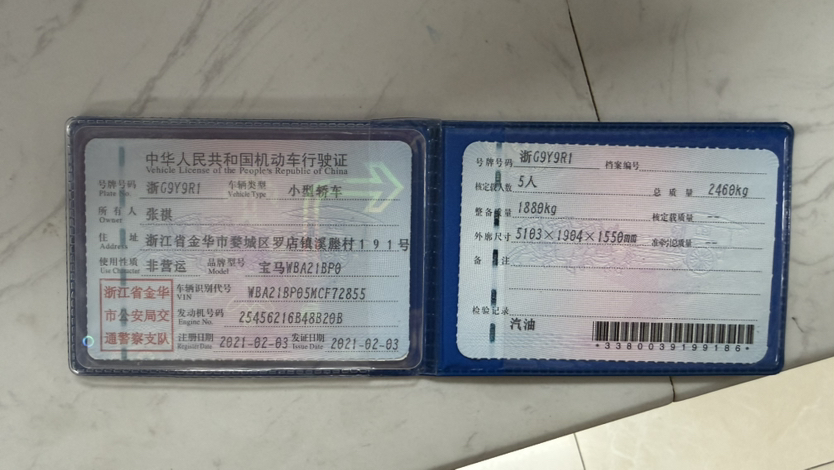 中华人民共和国机动车行驶证
Vehicle License of the People's Republic of China
号牌号码 浙G9Y9R1 车辆类型 小型轿车
Plate No. Vehicle Type
所有人 张祺
Owner
住址 浙江省金华市婺城区罗店镇溪滕村191号
Address
使用性质 非营运 品牌型号 宝马WBA21BP0
Use Character Model
浙江省金华
市公安局交
通警察支队
车辆识别代号 WBA21BP05MCF72855
VIN
发动机号码 25456216B48B20B
Engine No.
注册日期 2021-02-03 发证日期 2021-02-03
Register Date Issue Date
号牌号码 浙G9Y9R1 档案编号
核定载人数 5人 总质量 2460kg
整备质量 1880kg 核定载质量 --
外廓尺寸 5103×1904×1550mm 准牵引总质量 --
备注
检验记录
汽油
*3380039199186*